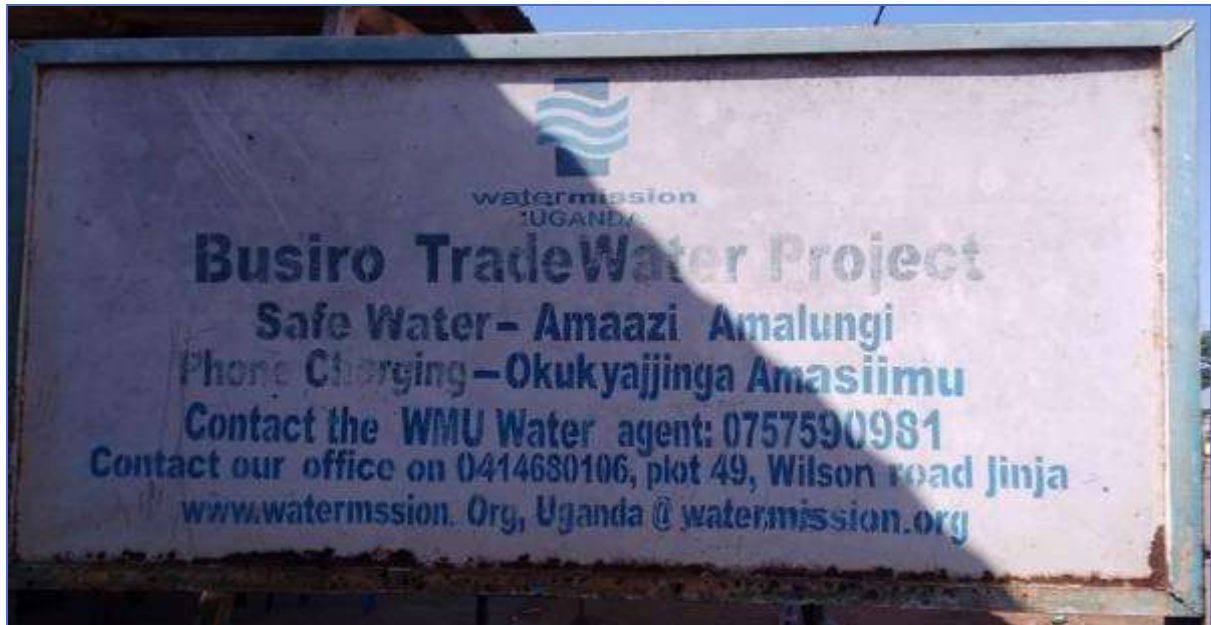 watermission
UGANDA
Busiro TradeWater Project
Safe Water- Amaazi Amalungi
Phone Charging-Okukyajjinga Amasiimu
Contact the WMU Water agent: 0757590981
Contact our office on 0414680106, plot 49, Wilson road Jinja
www.watermssion. Org, Uganda @ watermission.org